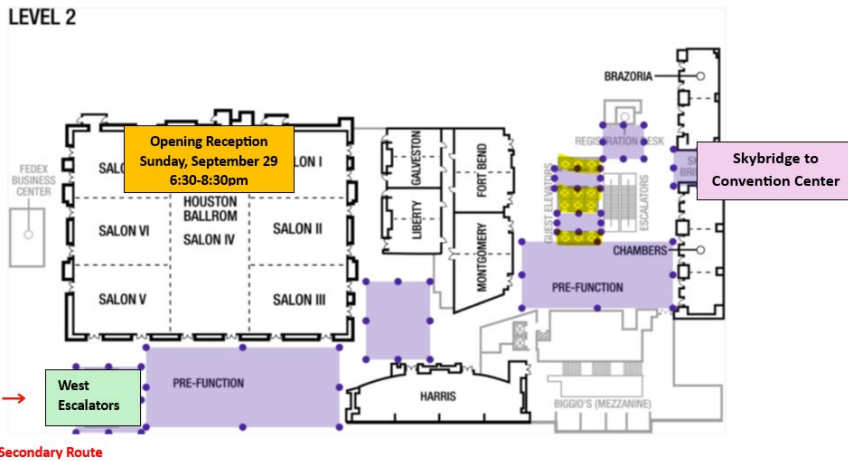 LEVEL 2
BRAZORIA
REGISTRATION DESK
Opening Reception
Sunday, September 29
6:30-8:30pm
SALON I
GALVESTON
FORT BEND
FEDEX
BUSINESS
CENTER
Skybridge to
Convention Center
HOUSTON
BALLROM
GUEST ELEVATORS
ESCALATORS
SALON VI
SALON IV
SALON II
LIBERTY
MONTGOMERY
CHAMBERS
SALON V
SALON III
PRE-FUNCTION
West
Escalators
PRE-FUNCTION
HARRIS
BIGGIO'S (MEZZANINE)
Secondary Route